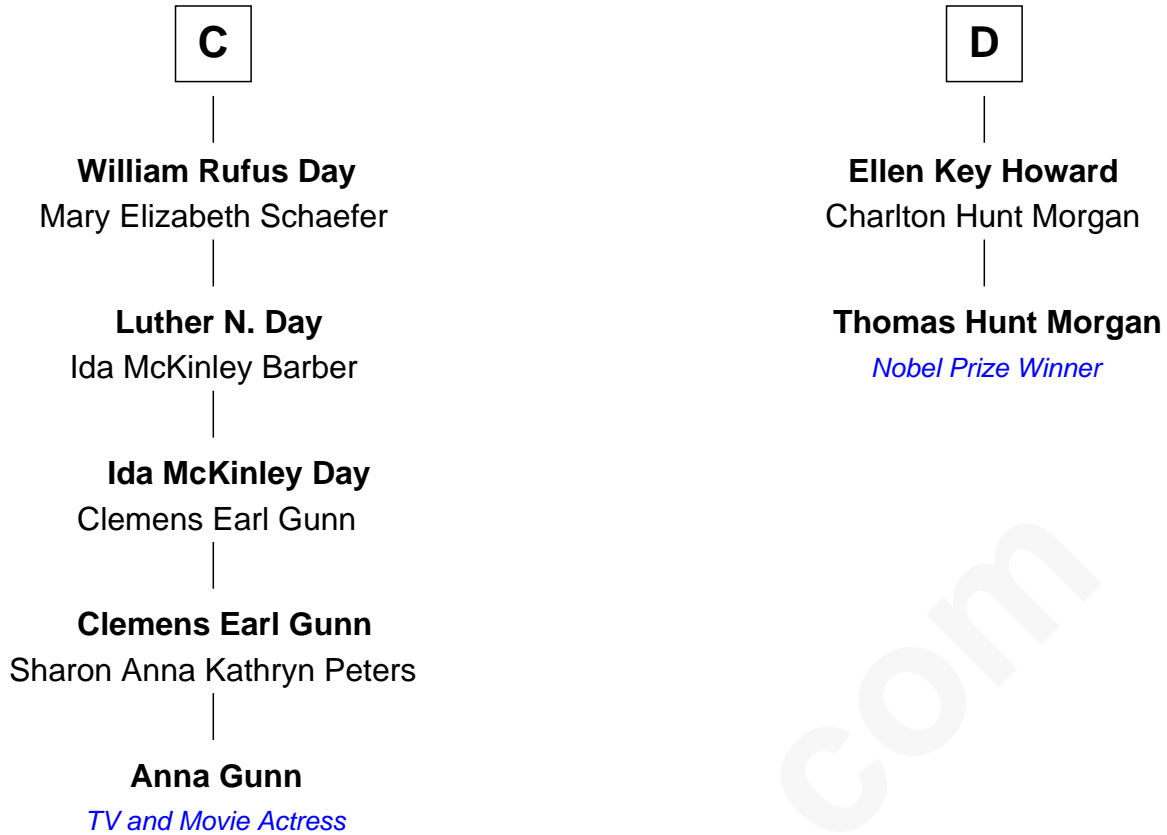 C
William Rufus Day
Mary Elizabeth Schaefer
Luther N. Day
Ida McKinley Barber
Ida McKinley Day
Clemens Earl Gunn
Clemens Earl Gunn
Sharon Anna Kathryn Peters
Anna Gunn
TV and Movie Actress
D
Ellen Key Howard
Charlton Hunt Morgan
Thomas Hunt Morgan
Nobel Prize Winner
com